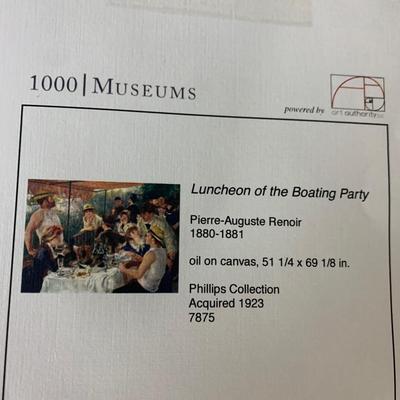 1000 | MUSEUMS
powered by
art authority
Luncheon of the Boating Party
Pierre-Auguste Renoir
1880-1881
oil on canvas, 51 1/4 x 69 1/8 in.
Phillips Collection
Acquired 1923
7875